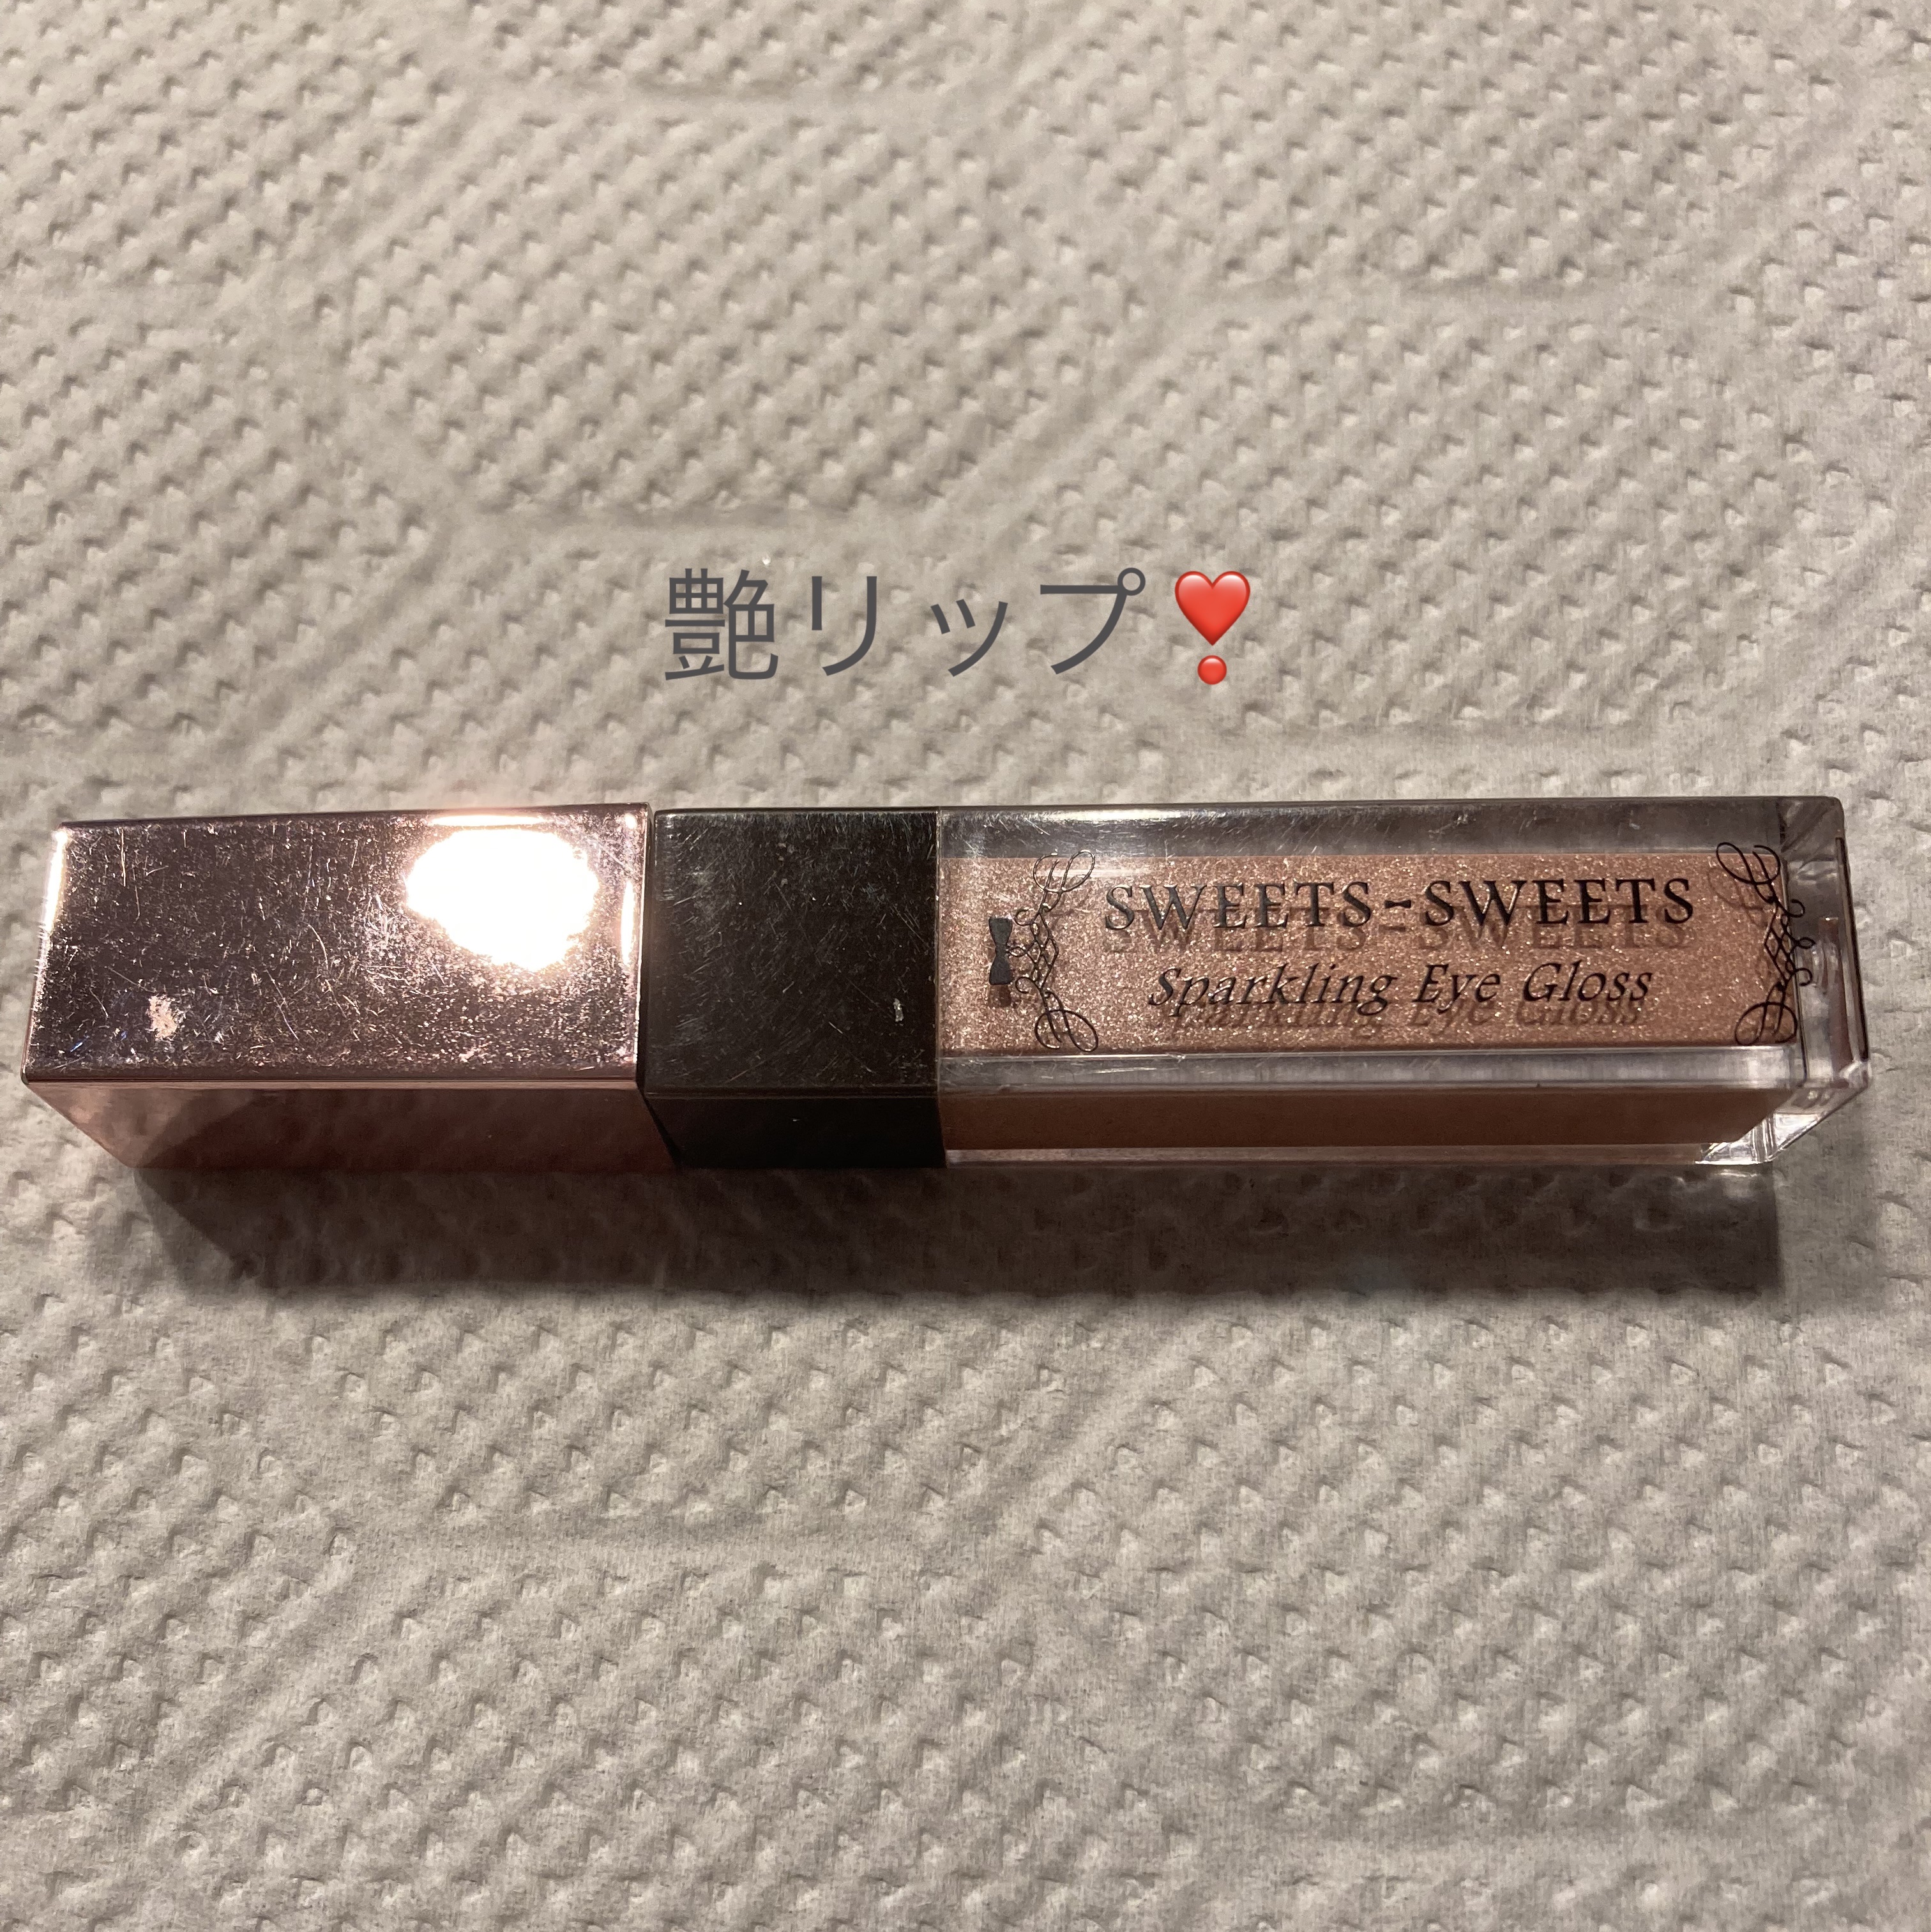 艶リップ❣️
SWEETS-SWEETS
Sparkling Eye Gloss